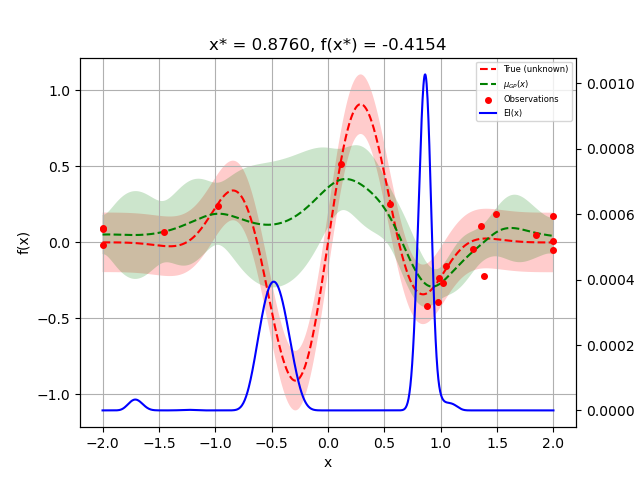 x* = 0.8760, f(x*) = -0.4154
True (unknown)
μGP(x)
Observations
EI(x)
f(x)
1.0
0.5
0.0
−0.5
−1.0
0.0010
0.0008
0.0006
0.0004
0.0002
0.0000
−2.0 −1.5 −1.0 −0.5 0.0 0.5 1.0 1.5 2.0
x